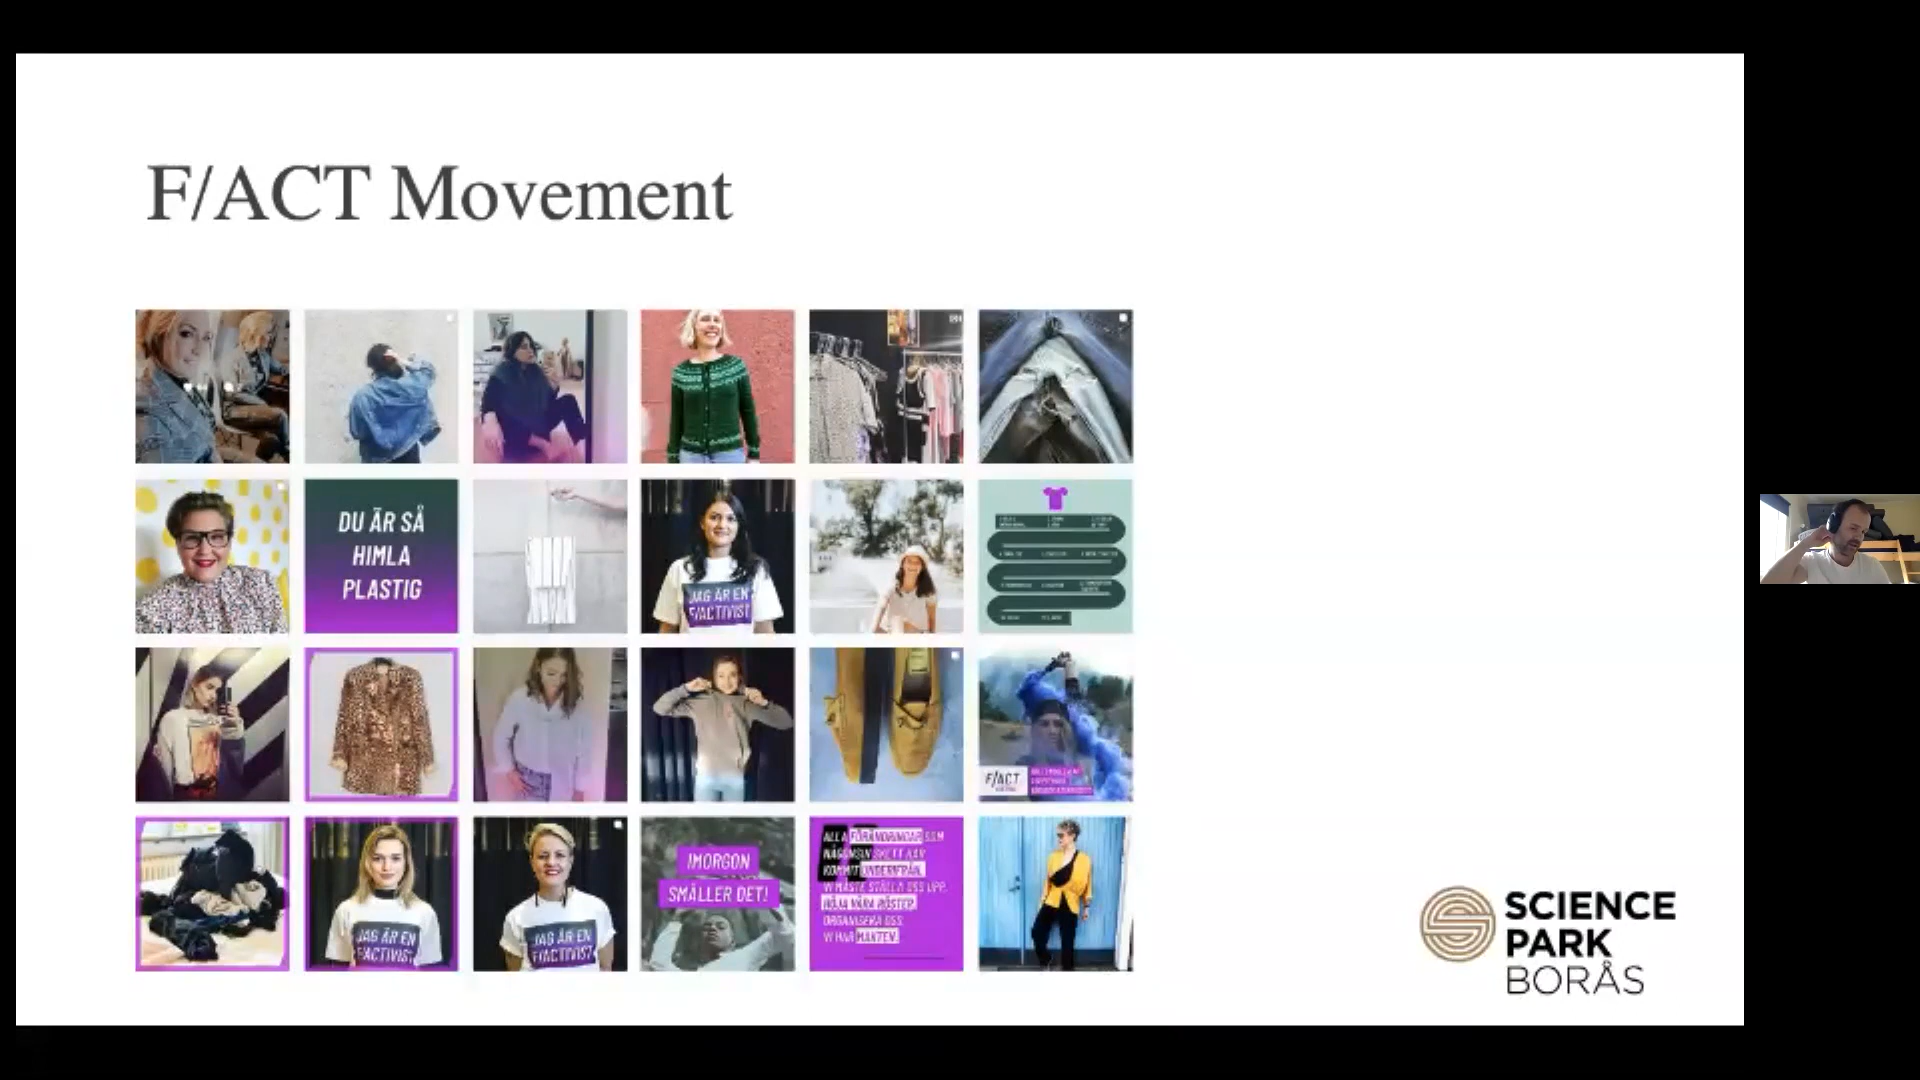 F/ACT Movement
DU ÄR SÅ
HIMLA
PLASTIG
JAG ÄR EN
F/ACTIVIST
F/ACT
JAG ÄR EN
F/ACTIVIST
JAG ÄR EN
F/ACTIVIST
IMORGON
SMÄLLER DET!
ALLA FÖRÄNDRINGAR SOM
NÅGONSIN SKETT HAR
KOMMIT UNDERIFRÅN.
VI MÅSTE STÄLLA OSS UPP,
HÖJA VÅRA RÖSTER,
ORGANISERA OSS.
VI HAR MAKTEN.
SCIENCE
PARK
BORÅS